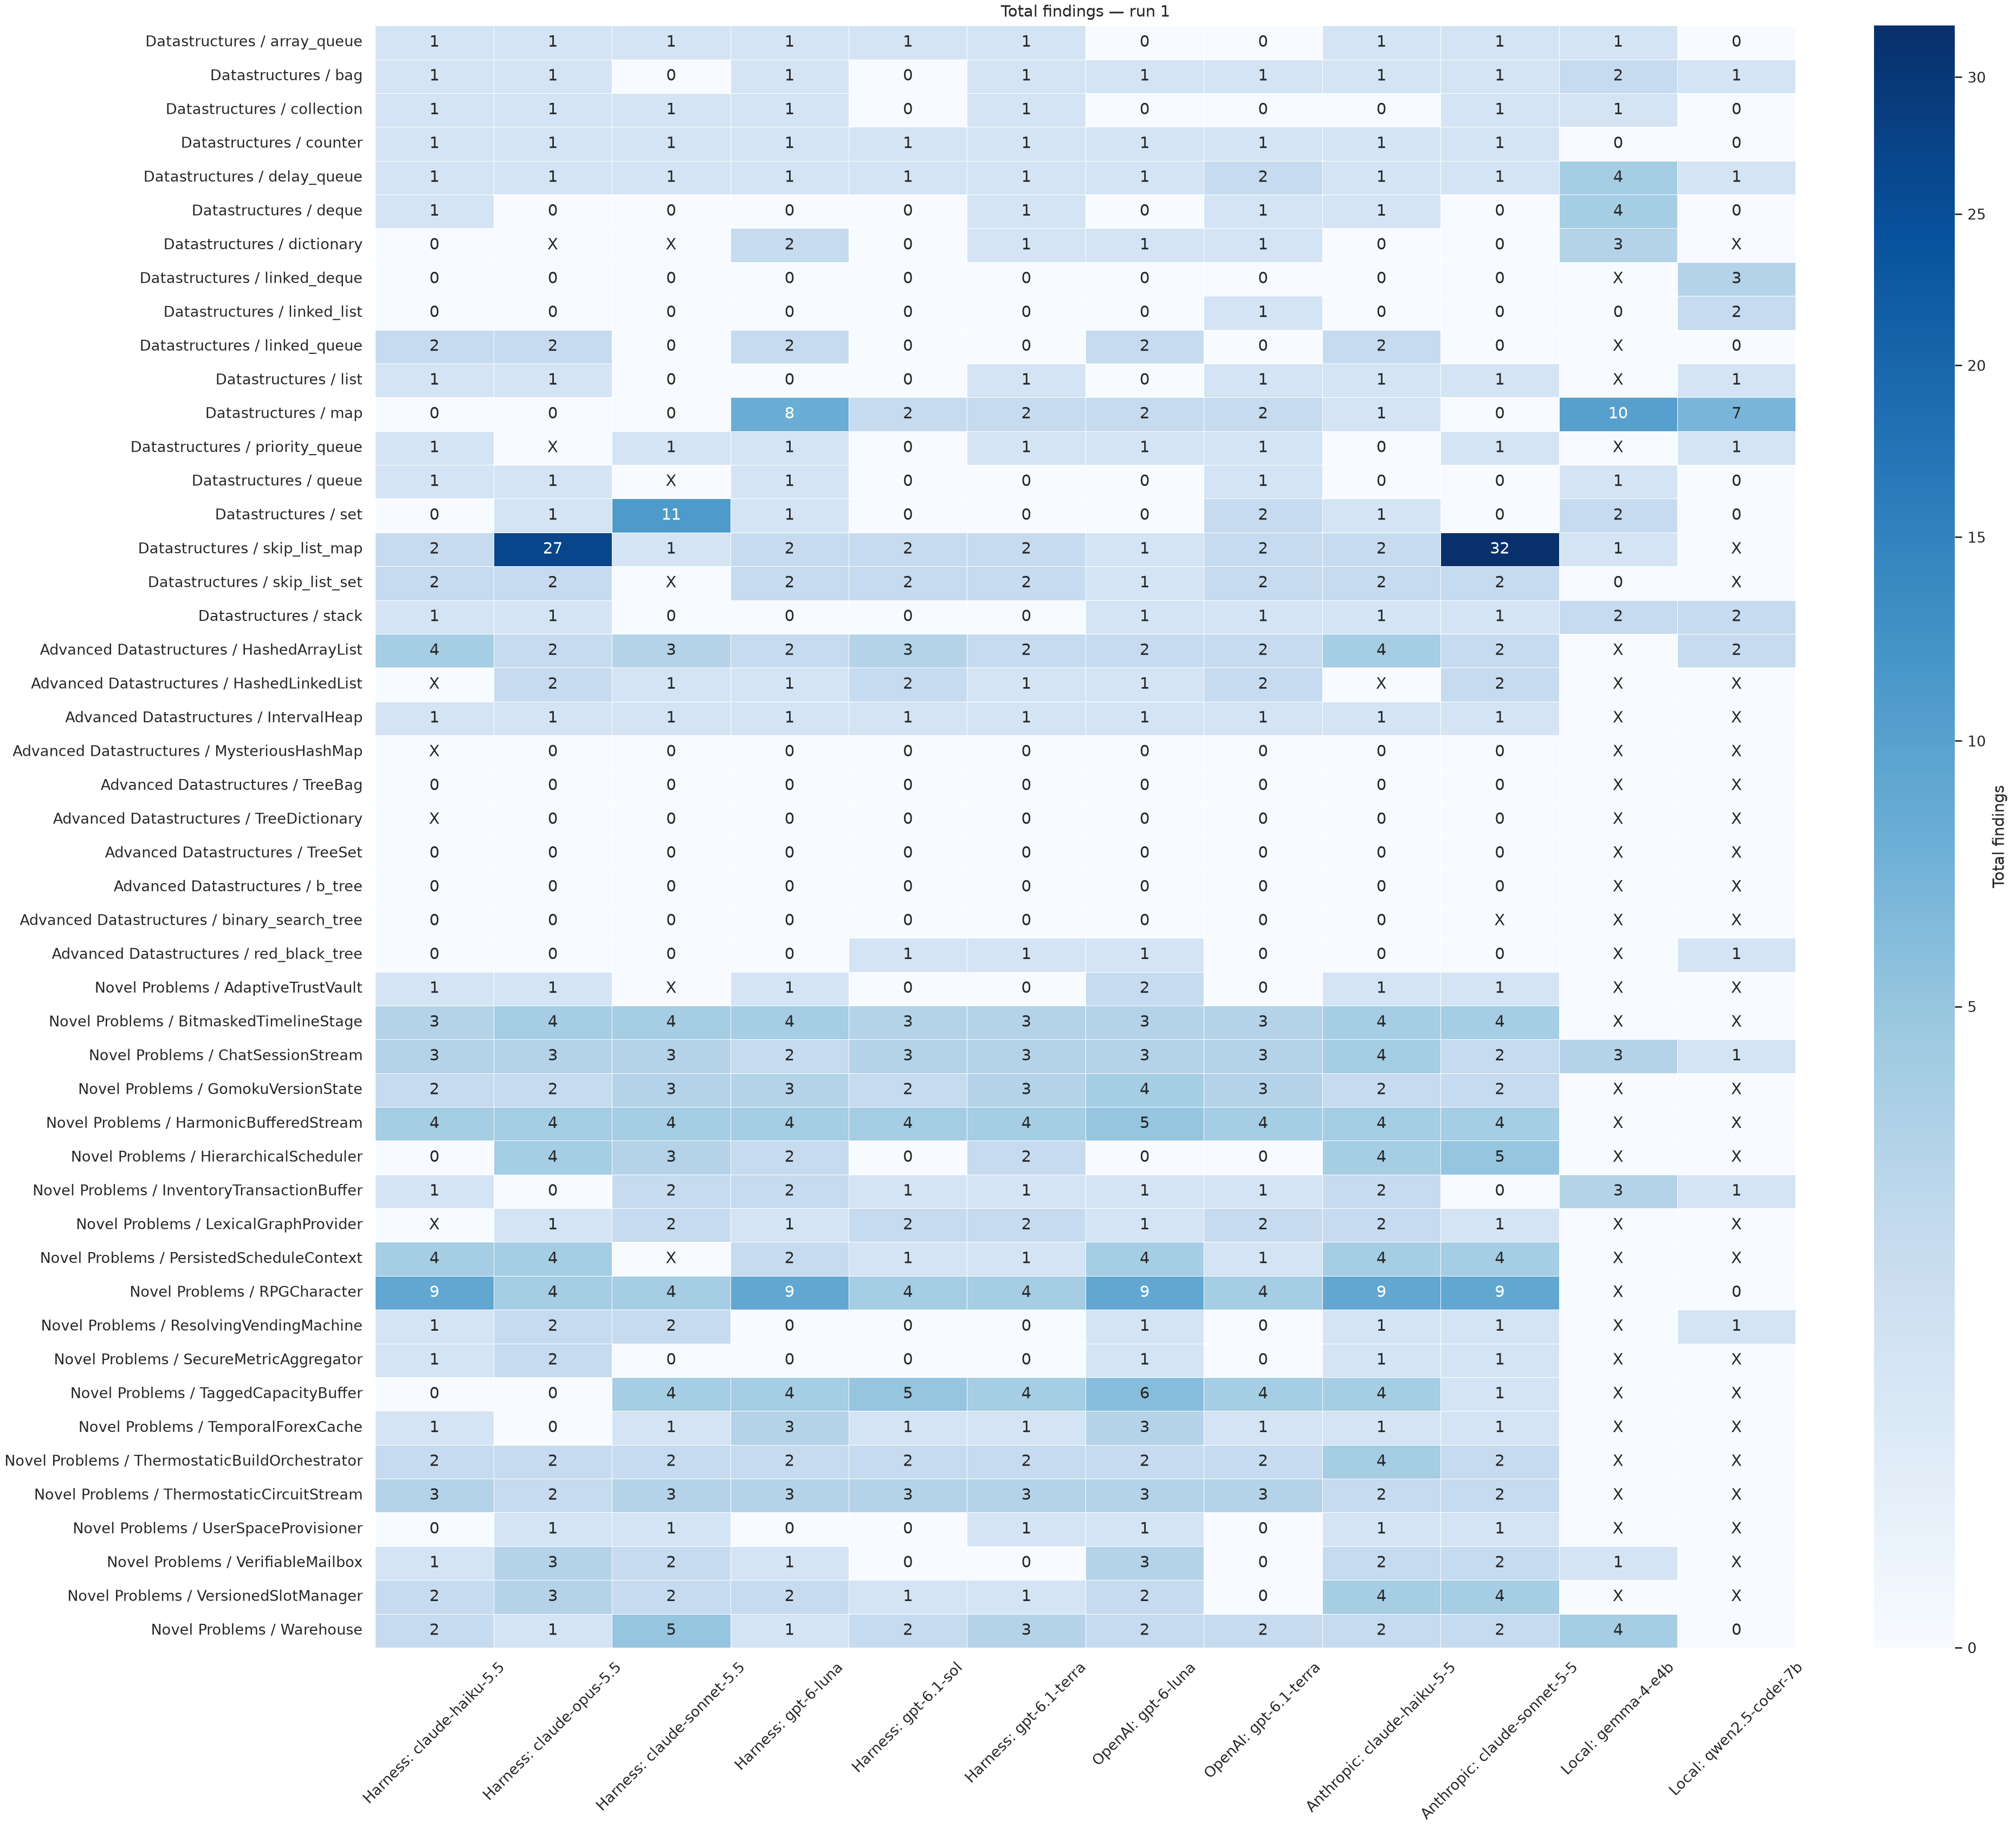 Total findings — run 1
Datastructures / array_queue 1 1 1 1 1 1 0 0 1 1 1 0
Datastructures / bag 1 1 0 1 0 1 1 1 1 1 2 1
Datastructures / collection 1 1 1 1 0 1 0 0 0 1 1 0
Datastructures / counter 1 1 1 1 1 1 1 1 1 1 0 0
Datastructures / delay_queue 1 1 1 1 1 1 1 2 1 1 4 1
Datastructures / deque 1 0 0 0 0 1 0 1 1 0 4 0
Datastructures / dictionary 0 X X 2 0 1 1 1 0 0 3 X
Datastructures / linked_deque 0 0 0 0 0 0 0 0 0 0 X 3
Datastructures / linked_list 0 0 0 0 0 0 0 1 0 0 0 2
Datastructures / linked_queue 2 2 0 2 0 0 2 0 2 0 X 0
Datastructures / list 1 1 0 0 0 1 0 1 1 1 X 1
Datastructures / map 0 0 0 8 2 2 2 2 1 0 10 7
Datastructures / priority_queue 1 X 1 1 0 1 1 1 0 1 X 1
Datastructures / queue 1 1 X 1 0 0 0 1 0 0 1 0
Datastructures / set 0 1 11 1 0 0 0 2 1 0 2 0
Datastructures / skip_list_map 2 27 1 2 2 2 1 2 2 32 1 X
Datastructures / skip_list_set 2 2 X 2 2 2 1 2 2 2 0 X
Datastructures / stack 1 1 0 0 0 0 1 1 1 1 2 2
Advanced Datastructures / HashedArrayList 4 2 3 2 3 2 2 2 4 2 X 2
Advanced Datastructures / HashedLinkedList X 2 1 1 2 1 1 2 X 2 X X
Advanced Datastructures / IntervalHeap 1 1 1 1 1 1 1 1 1 1 X X
Advanced Datastructures / MysteriousHashMap X 0 0 0 0 0 0 0 0 0 X X
Advanced Datastructures / TreeBag 0 0 0 0 0 0 0 0 0 0 X X
Advanced Datastructures / TreeDictionary X 0 0 0 0 0 0 0 0 0 X X
Advanced Datastructures / TreeSet 0 0 0 0 0 0 0 0 0 0 X X
Advanced Datastructures / b_tree 0 0 0 0 0 0 0 0 0 0 X X
Advanced Datastructures / binary_search_tree 0 0 0 0 0 0 0 0 0 X X X
Advanced Datastructures / red_black_tree 0 0 0 0 1 1 1 0 0 0 X 1
Novel Problems / AdaptiveTrustVault 1 1 X 1 0 0 2 0 1 1 X X
Novel Problems / BitmaskedTimelineStage 3 4 4 4 3 3 3 3 4 4 X X
Novel Problems / ChatSessionStream 3 3 3 2 3 3 3 3 4 2 3 1
Novel Problems / GomokuVersionState 2 2 3 3 2 3 4 3 2 2 X X
Novel Problems / HarmonicBufferedStream 4 4 4 4 4 4 5 4 4 4 X X
Novel Problems / HierarchicalScheduler 0 4 3 2 0 2 0 0 4 5 X X
Novel Problems / InventoryTransactionBuffer 1 0 2 2 1 1 1 1 2 0 3 1
Novel Problems / LexicalGraphProvider X 1 2 1 2 2 1 2 2 1 X X
Novel Problems / PersistedScheduleContext 4 4 X 2 1 1 4 1 4 4 X X
Novel Problems / RPGCharacter 9 4 4 9 4 4 9 4 9 9 X 0
Novel Problems / ResolvingVendingMachine 1 2 2 0 0 0 1 0 1 1 X 1
Novel Problems / SecureMetricAggregator 1 2 0 0 0 0 1 0 1 1 X X
Novel Problems / TaggedCapacityBuffer 0 0 4 4 5 4 6 4 4 1 X X
Novel Problems / TemporalForexCache 1 0 1 3 1 1 3 1 1 1 X X
Novel Problems / ThermostaticBuildOrchestrator 2 2 2 2 2 2 2 2 4 2 X X
Novel Problems / ThermostaticCircuitStream 3 2 3 3 3 3 3 3 2 2 X X
Novel Problems / UserSpaceProvisioner 0 1 1 0 0 1 1 0 1 1 X X
Novel Problems / VerifiableMailbox 1 3 2 1 0 0 3 0 2 2 1 X
Novel Problems / VersionedSlotManager 2 3 2 2 1 1 2 0 4 4 X X
Novel Problems / Warehouse 2 1 5 1 2 3 2 2 2 2 4 0
Harness: claude-haiku-5.5
Harness: claude-opus-5.5
Harness: claude-sonnet-5.5
Harness: gpt-6-luna
Harness: gpt-6.1-sol
Harness: gpt-6.1-terra
OpenAI: gpt-6-luna
OpenAI: gpt-6.1-terra
Anthropic: claude-haiku-5-5
Anthropic: claude-sonnet-5-5
Local: gemma-4-e4b
Local: qwen2.5-coder-7b
30
25
20
15
10
5
0
Total findings